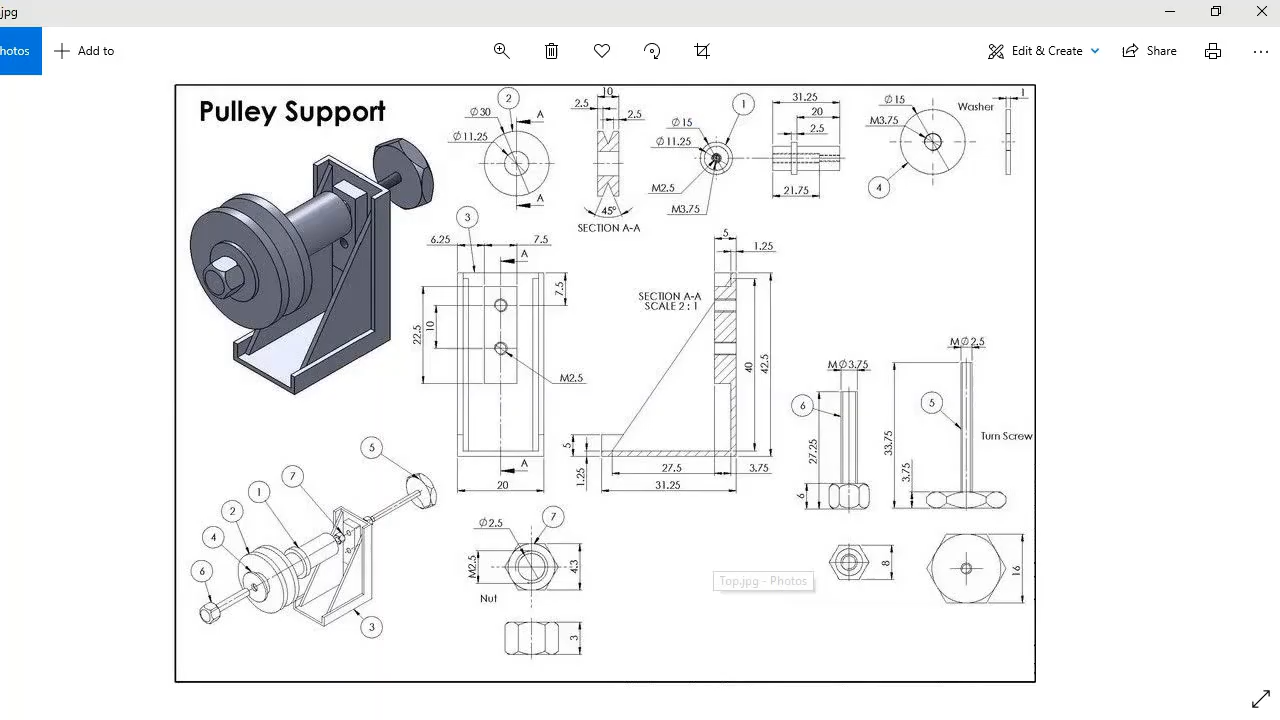 .jpg
hotos
Add to
Edit & Create
Share
Pulley Support
Ø30
2
A
Ø11.25
A
10
2.5
2.5
45°
SECTION A-A
Ø15
1
Ø11.25
M2.5
M3.75
31.25
20
2.5
21.75
Ø15
M3.75
4
Washer
1
3
6.25
7.5
A
7.5
22.5
10
M2.5
A
20
5
1.25
SECTION A-A
SCALE 2 : 1
40
42.5
5
1.25
27.5
3.75
31.25
MØ3.75
6
27.25
6
8
MØ2.5
5
33.75
3.75
Turn Screw
16
5
7
1
2
4
6
3
Ø2.5
7
M2.5
4.3
Nut
3
Top.jpg - Photos